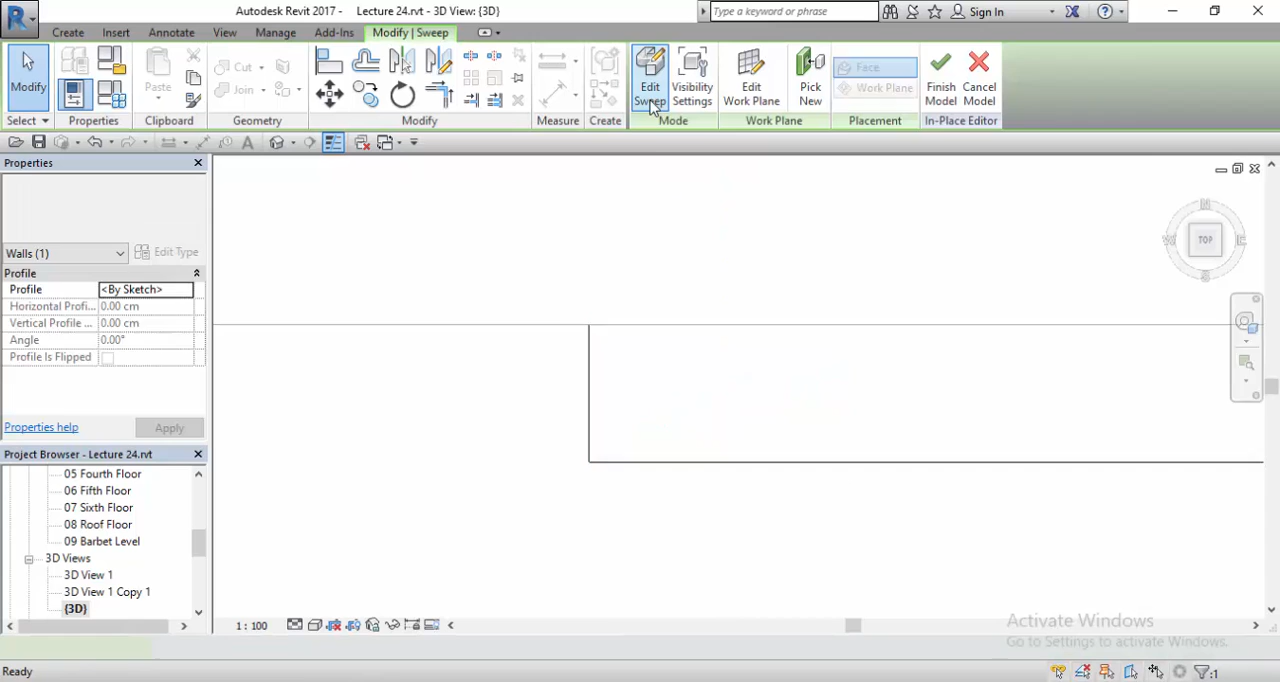 Autodesk Revit 2017 - Lecture 24.rvt - 3D View: {3D}
Type a keyword or phrase
Sign In
Create Insert Annotate View Manage Add-Ins Modify | Sweep
Modify
Paste
Cut
Join
Edit Sweep
Visibility Settings
Edit Work Plane
Pick New
Face
Work Plane
Finish Model
Cancel Model
Select Properties Clipboard Geometry Modify Measure Create Mode Work Plane Placement In-Place Editor
Properties
Walls (1)
Edit Type
Profile
Profile <By Sketch>
Horizontal Profi... 0.00 cm
Vertical Profile ... 0.00 cm
Angle 0.00°
Profile Is Flipped
Properties help
Apply
Project Browser - Lecture 24.rvt
05 Fourth Floor
06 Fifth Floor
07 Sixth Floor
08 Roof Floor
09 Barbet Level
3D Views
3D View 1
3D View 1 Copy 1
{3D}
TOP
1 : 100
Activate Windows
Go to Settings to activate Windows.
Ready
:1